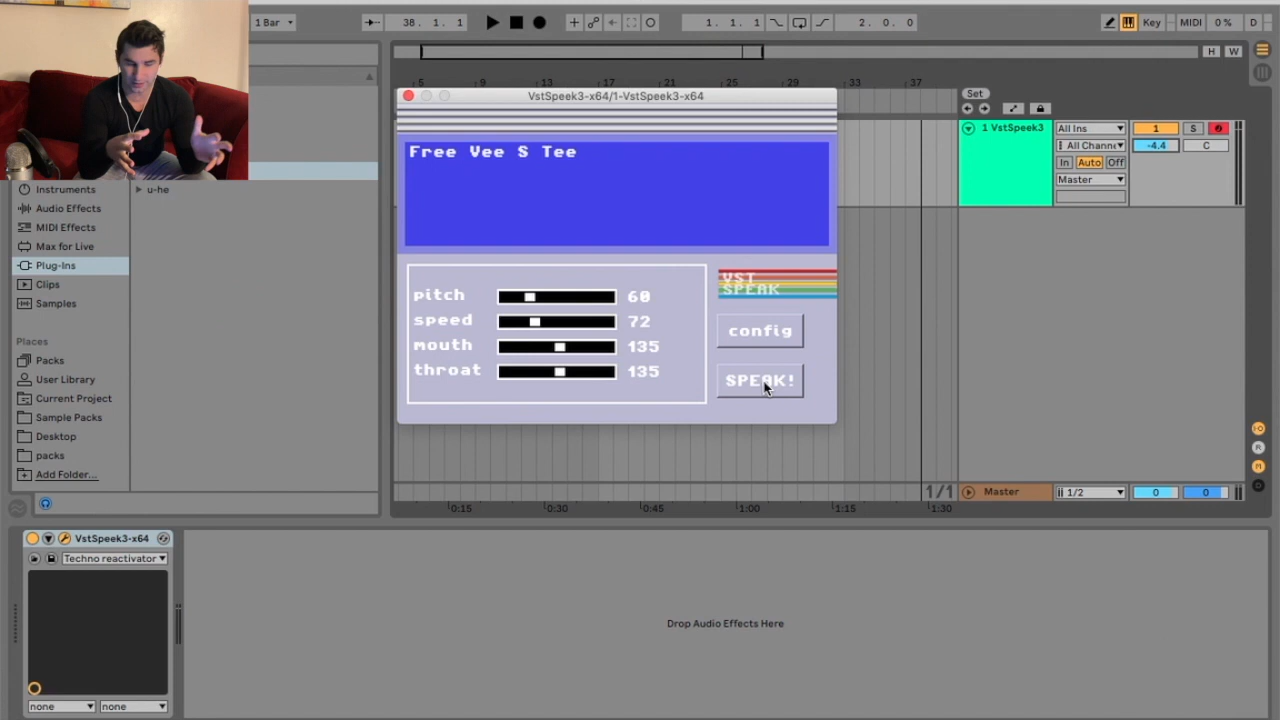 1 Bar
38. 1. 1
1. 1. 1
2. 0. 0
Key
MIDI
0 %
D
H
W
5
9
13
17
21
25
29
33
37
VstSpeek3-x64/1-VstSpeek3-x64
Free Vee S Tee
pitch 60
speed 72
mouth 135
throat 135
VST
SPEAK
config
SPEAK!
Set
1 VstSpeek3
All Ins
1
S
All Chann
-4.4
C
In
Auto
Off
Master
Instruments
Audio Effects
MIDI Effects
Max for Live
Plug-Ins
Clips
Samples
Places
Packs
User Library
Current Project
Sample Packs
Desktop
packs
Add Folder...
u-he
1/1
Master
1/2
0
0
I-O
R
M
D
0:15
0:30
0:45
1:00
1:15
1:30
VstSpeek3-x64
Techno reactivator
none
none
Drop Audio Effects Here